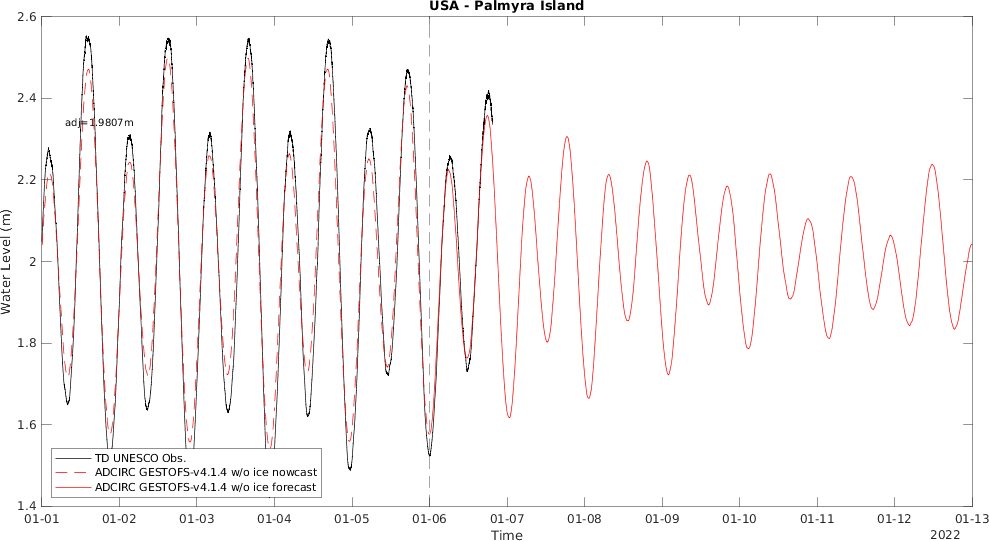 USA - Palmyra Island
2.6
2.4
2.2
2
1.8
1.6
1.4
Water Level (m)
adj=1.9807m
TD UNESCO Obs.
ADCIRC GESTOFS-v4.1.4 w/o ice nowcast
ADCIRC GESTOFS-v4.1.4 w/o ice forecast
01-01 01-02 01-03 01-04 01-05 01-06 01-07 01-08 01-09 01-10 01-11 01-12 01-13
Time
2022